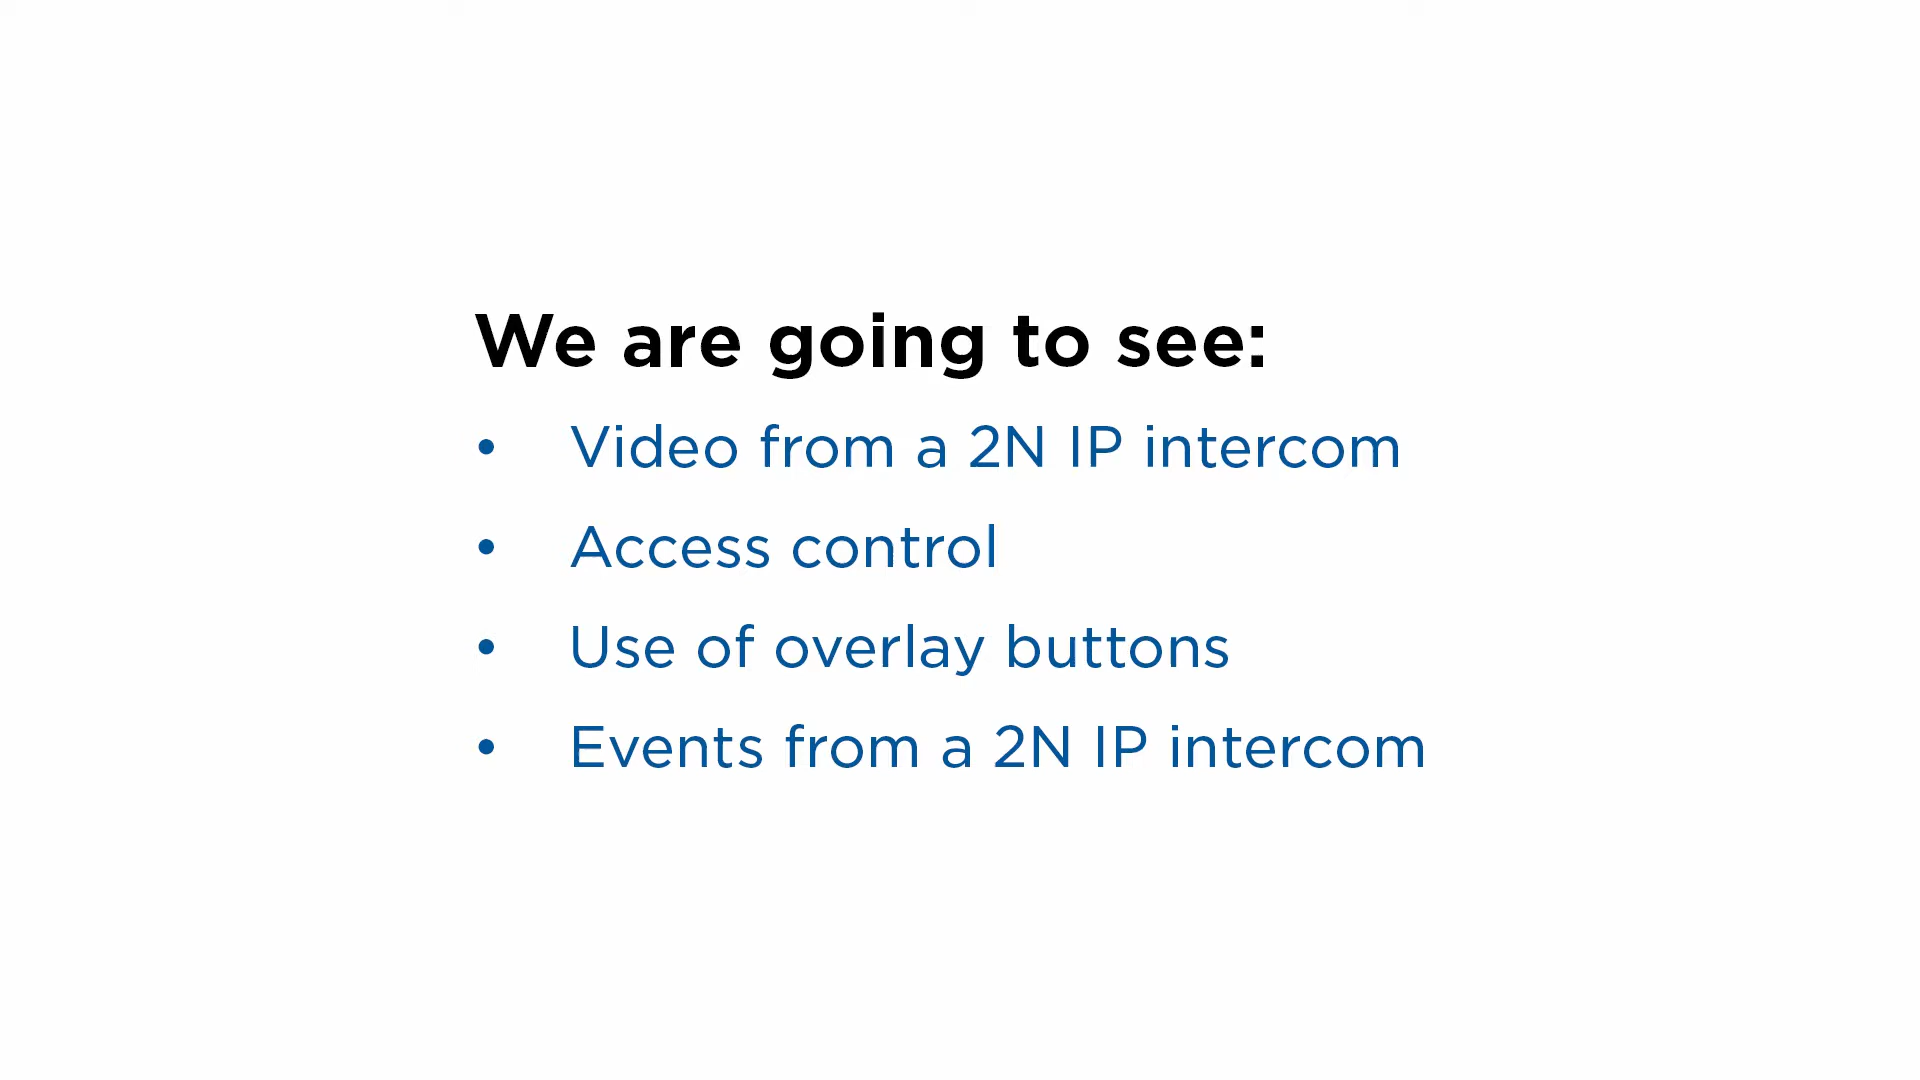 We are going to see:
• Video from a 2N IP intercom
• Access control
• Use of overlay buttons
• Events from a 2N IP intercom